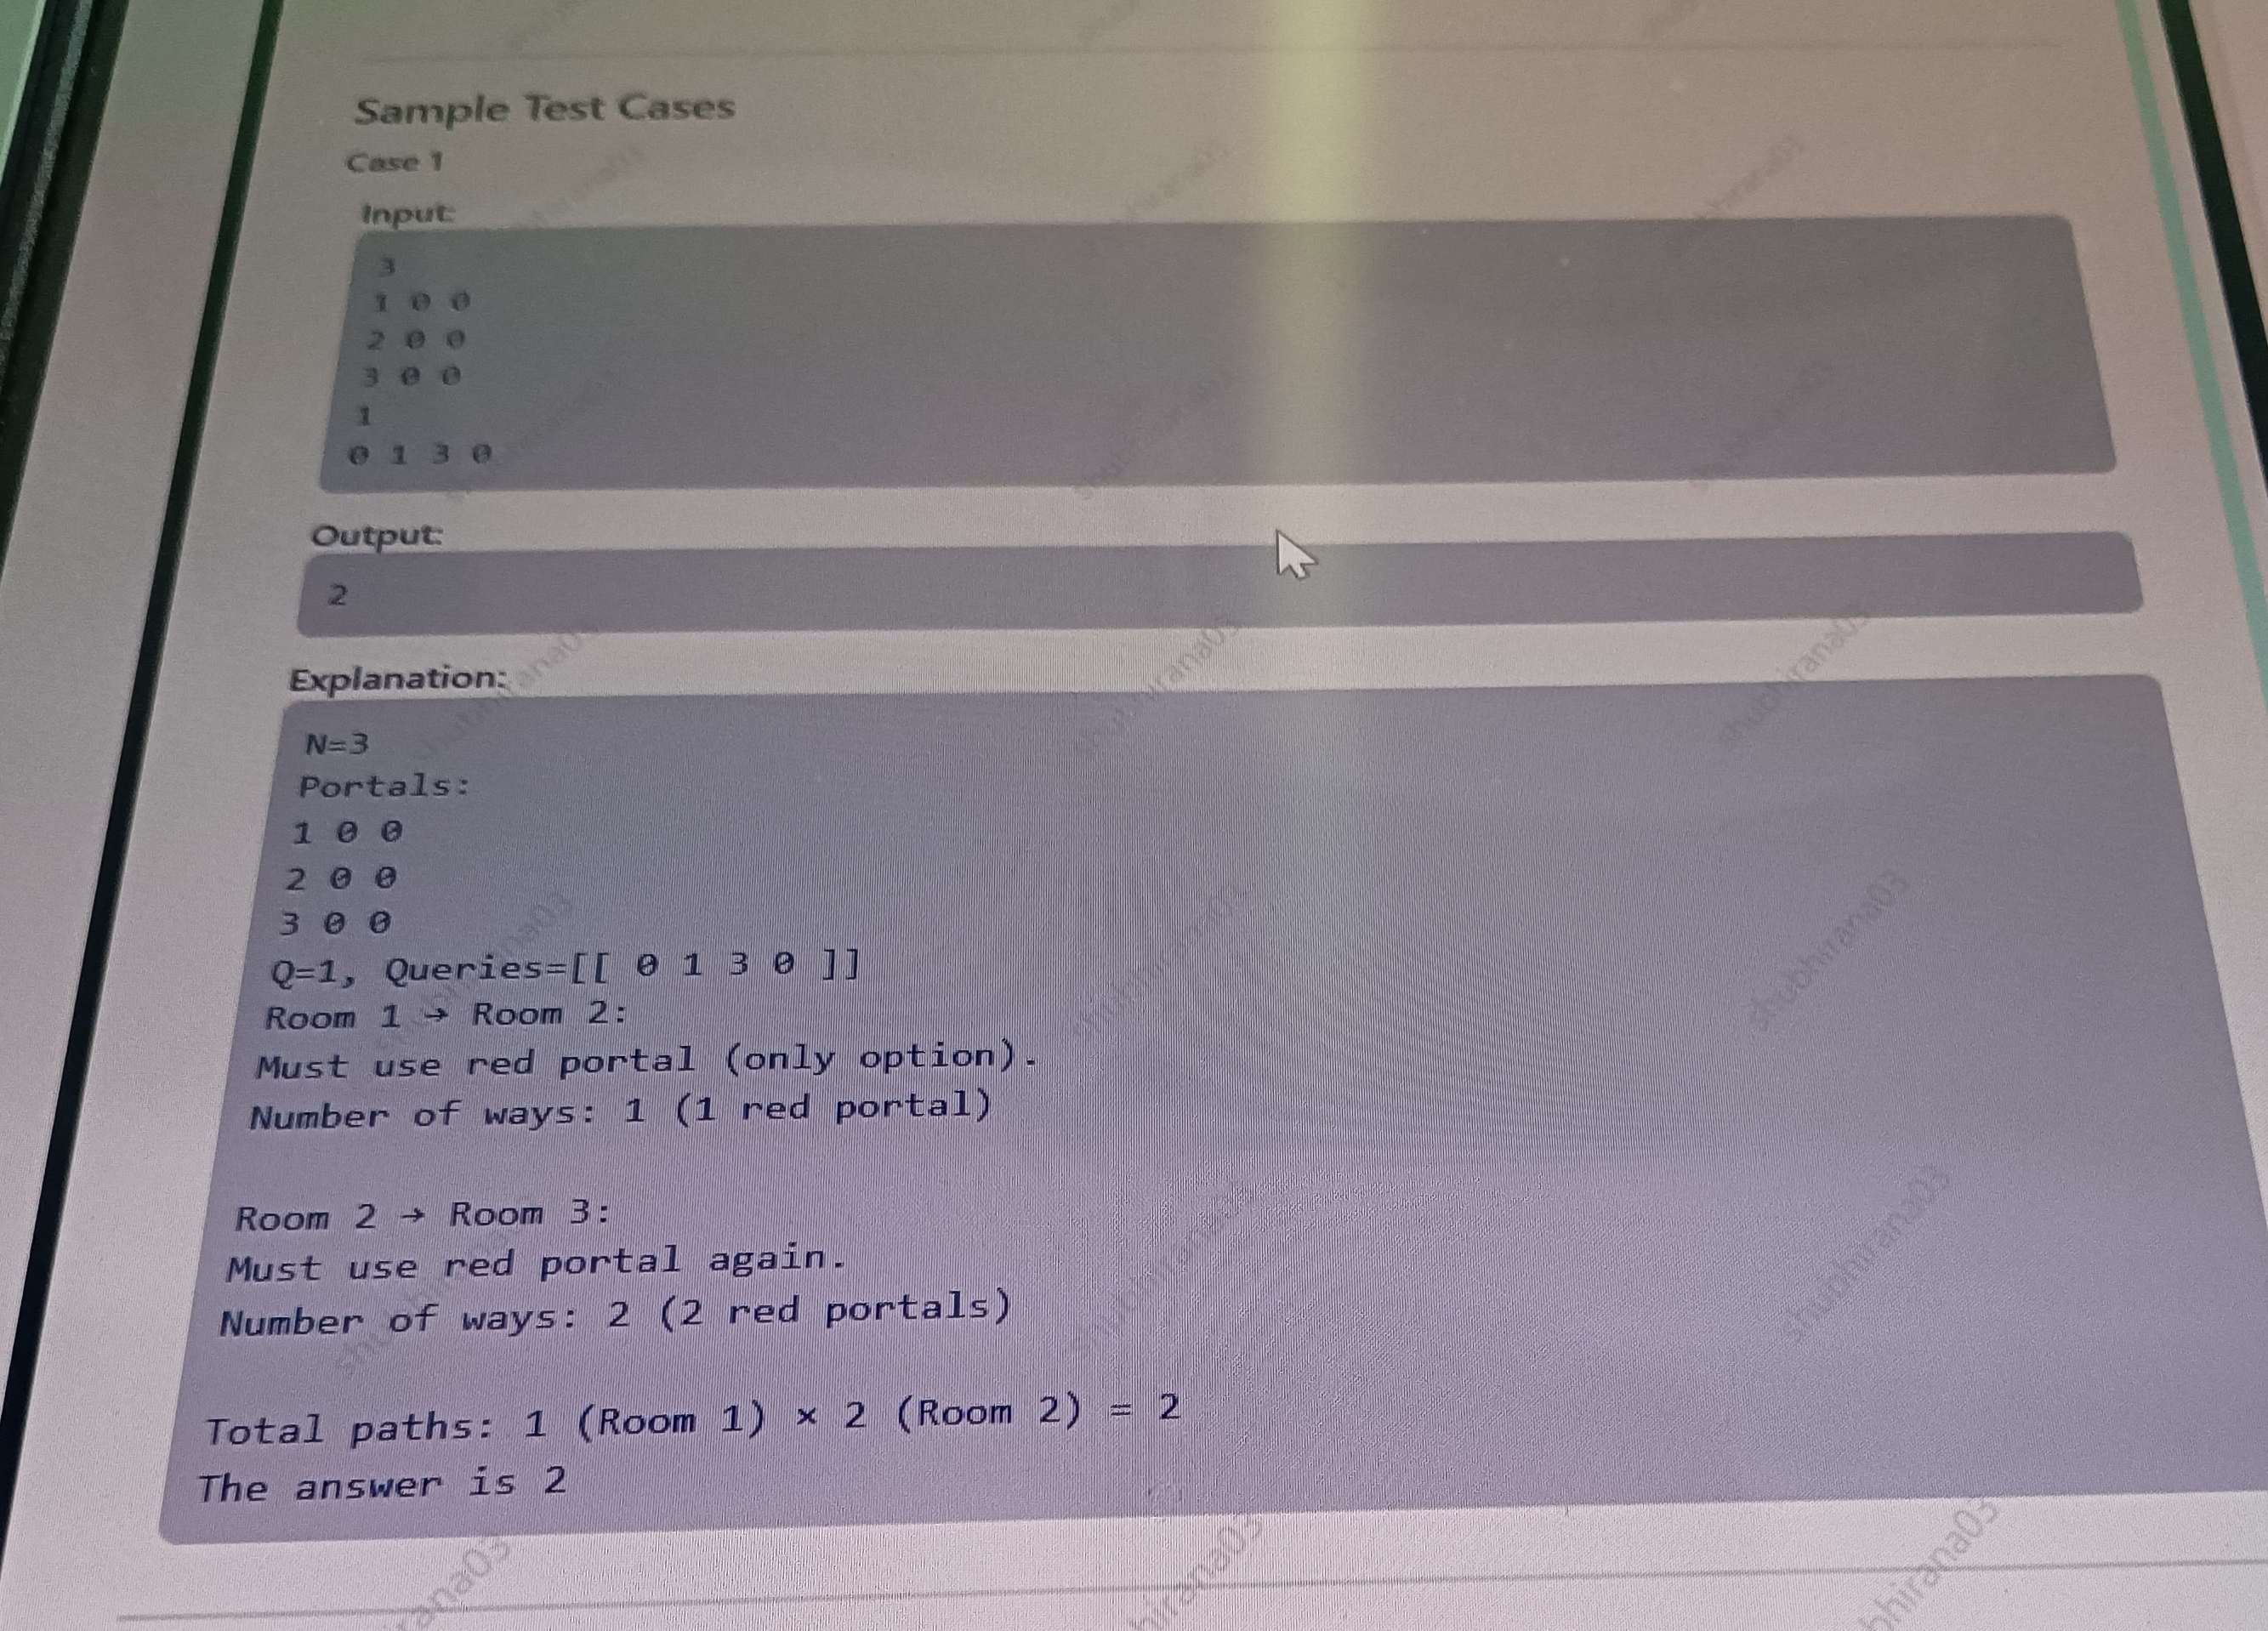 Sample Test Cases
Case 1
Input:
3
1 0 0
2 0 0
3 0 0
1
0 1 3 0
Output:
2
Explanation:
N=3
Portals:
1 0 0
2 0 0
3 0 0
Q=1, Queries=[[ 0 1 3 0 ]]
Room 1 → Room 2:
Must use red portal (only option).
Number of ways: 1 (1 red portal)
Room 2 → Room 3:
Must use red portal again.
Number of ways: 2 (2 red portals)
Total paths: 1 (Room 1) × 2 (Room 2) = 2
The answer is 2
shubhirana03